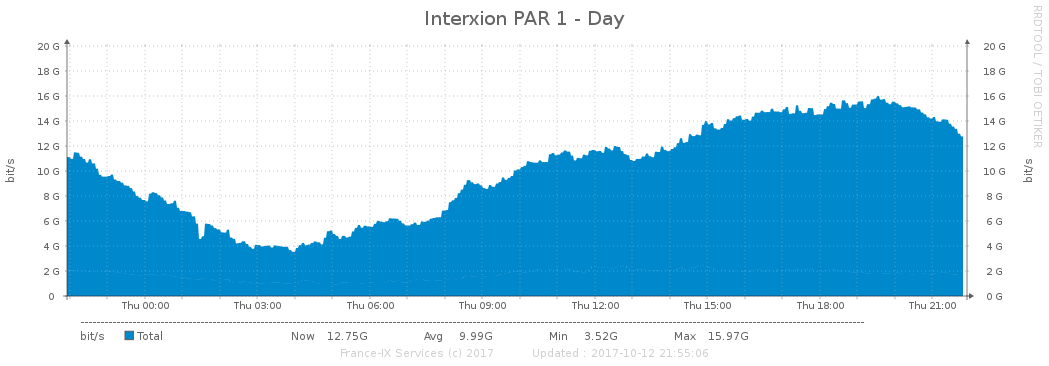 Interxion PAR 1 - Day
RRDTOOL / TOBI OETIKER
20 G 20 G
18 G 18 G
16 G 16 G
14 G 14 G
12 G 12 G
10 G 10 G
8 G 8 G
6 G 6 G
4 G 4 G
2 G 2 G
0 0 G
bit/s bit/s
Thu 00:00 Thu 03:00 Thu 06:00 Thu 09:00 Thu 12:00 Thu 15:00 Thu 18:00 Thu 21:00
bit/s Total Now 12.75G Avg 9.99G Min 3.52G Max 15.97G
France-IX Services (c) 2017 Updated : 2017-10-12 21:55:06